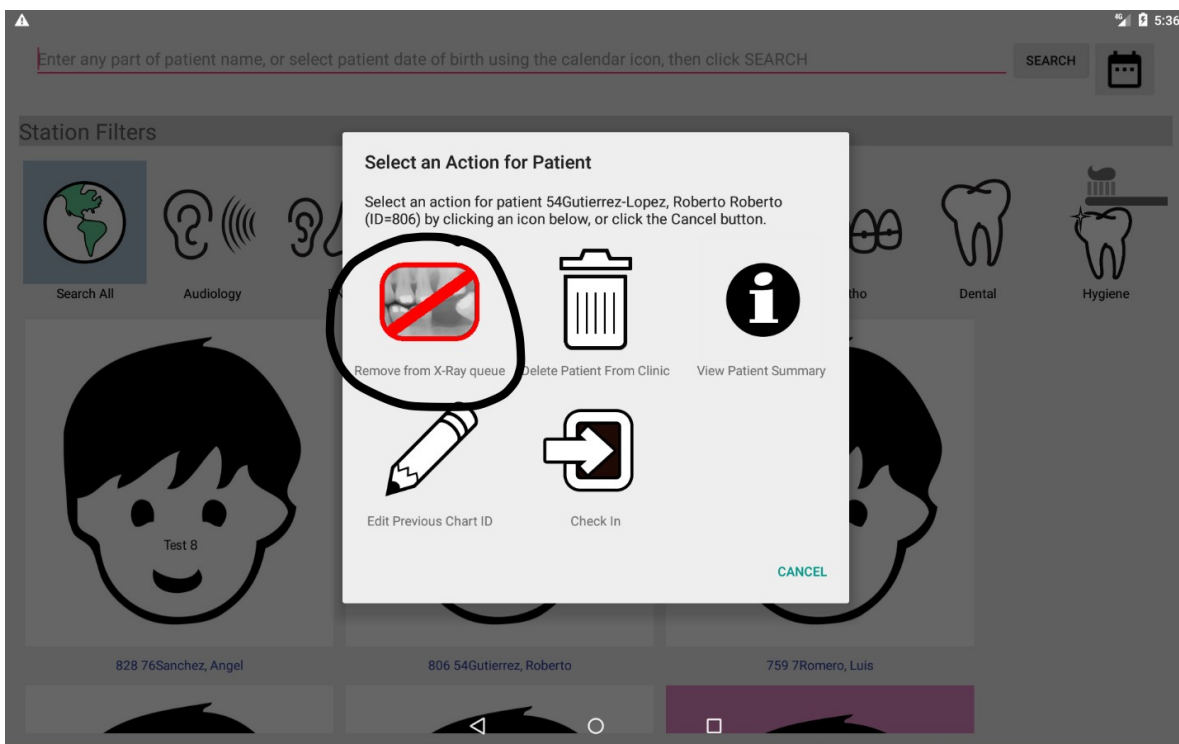 4G 5:36
Enter any part of patient name, or select patient date of birth using the calendar icon, then click SEARCH
SEARCH
Station Filters
Select an Action for Patient
Select an action for patient 54Gutierrez-Lopez, Roberto Roberto
(ID=806) by clicking an icon below, or click the Cancel button.
Search All
Audiology
Dental
Hygiene
Remove from X-Ray queue
Delete Patient From Clinic
View Patient Summary
Edit Previous Chart ID
Check In
CANCEL
Test 8
828 76Sanchez, Angel
806 54Gutierrez, Roberto
759 7Romero, Luis